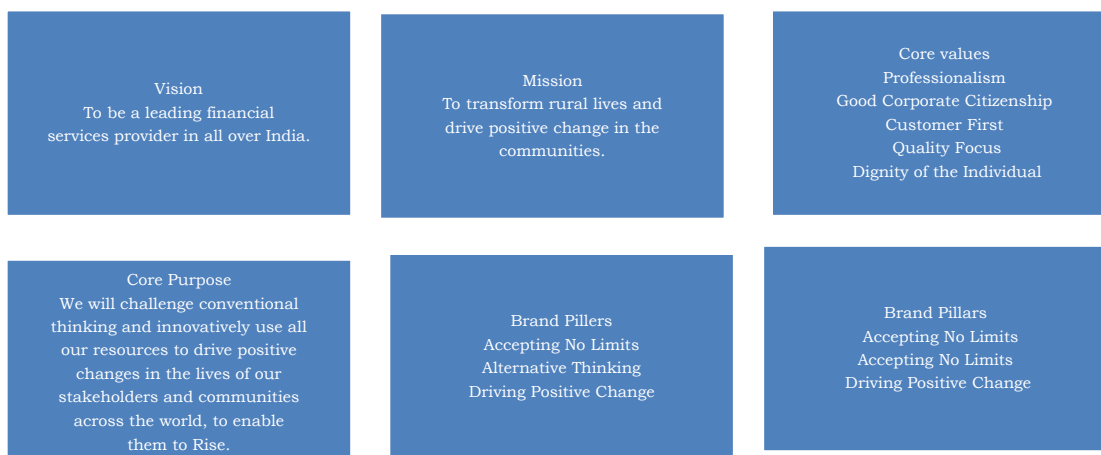 Vision
To be a leading financial
services provider in all over India.
Mission
To transform rural lives and
drive positive change in the
communities.
Core values
Professionalism
Good Corporate Citizenship
Customer First
Quality Focus
Dignity of the Individual
Core Purpose
We will challenge conventional
thinking and innovatively use all
our resources to drive positive
changes in the lives of our
stakeholders and communities
across the world, to enable
them to Rise.
Brand Pillers
Accepting No Limits
Alternative Thinking
Driving Positive Change
Brand Pillars
Accepting No Limits
Accepting No Limits
Driving Positive Change